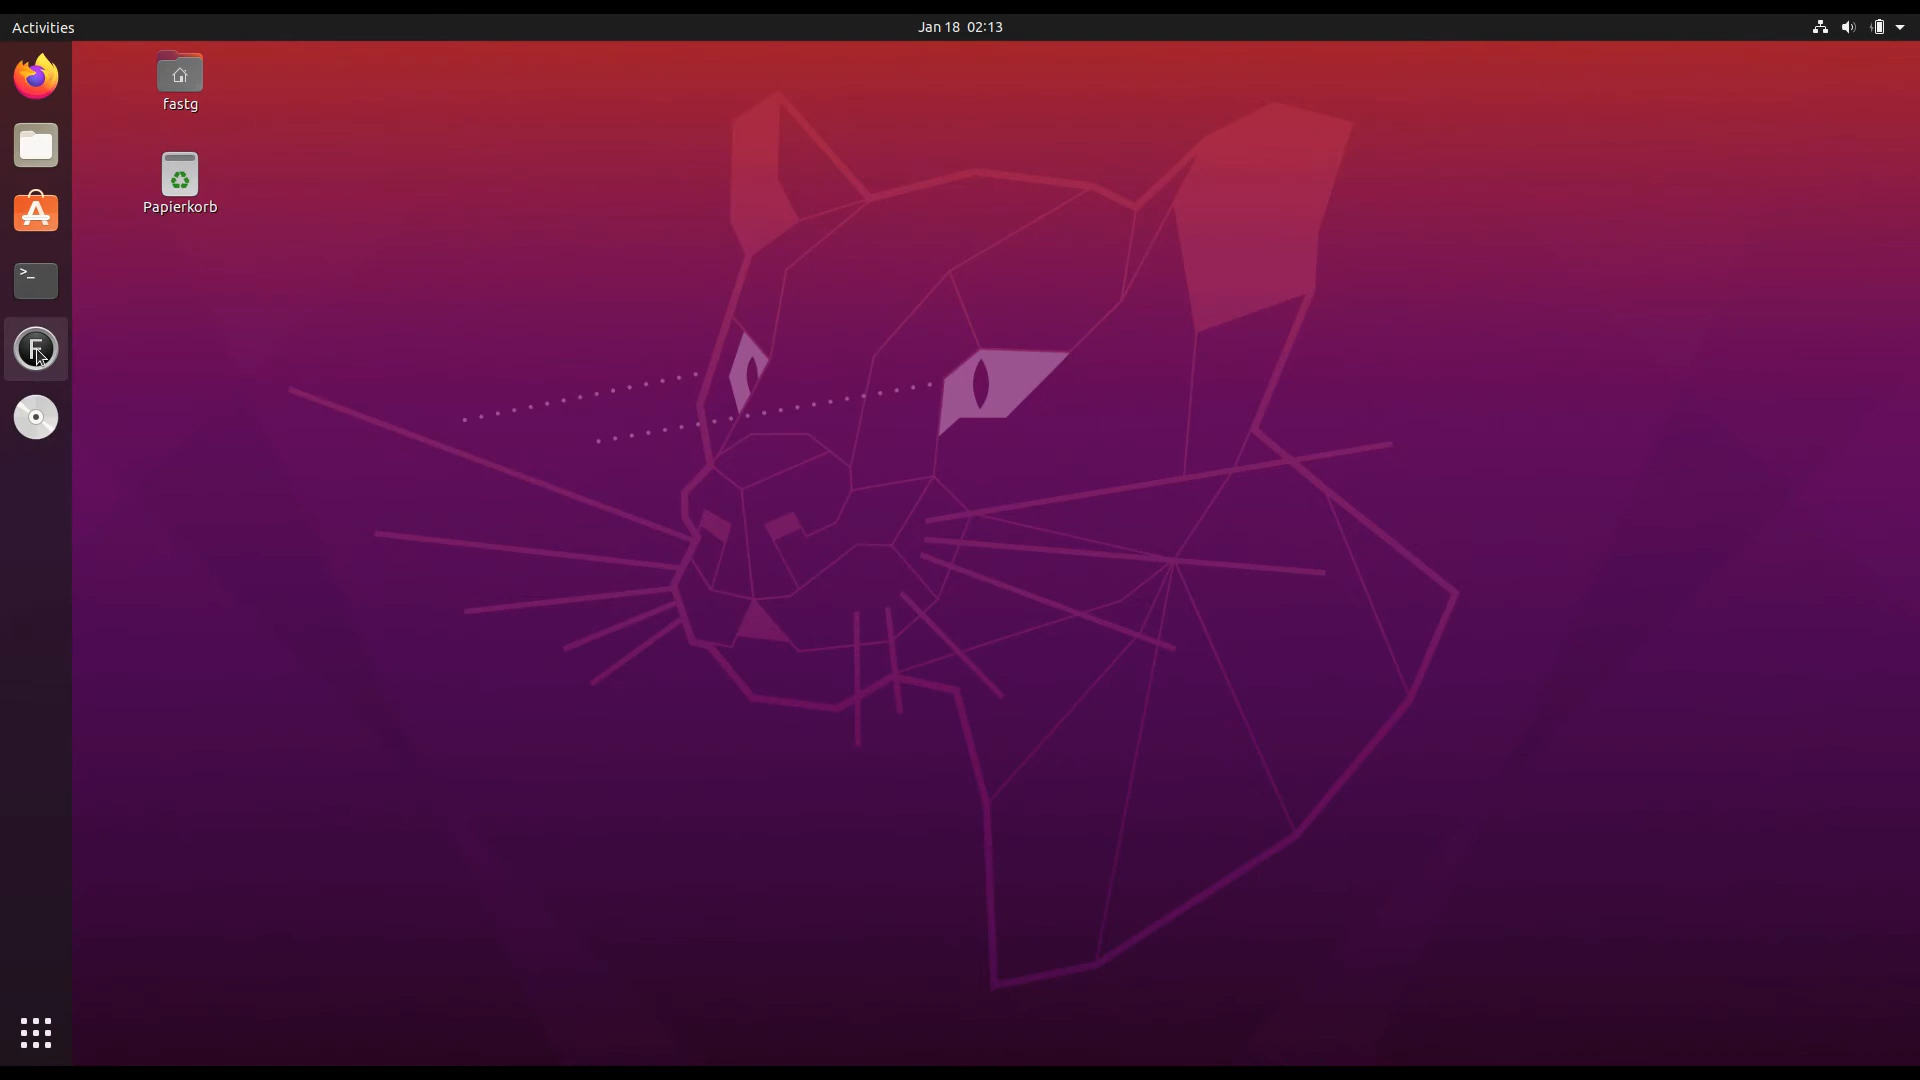 Activities
Jan 18 02:13
fastg
Papierkorb
>_
F